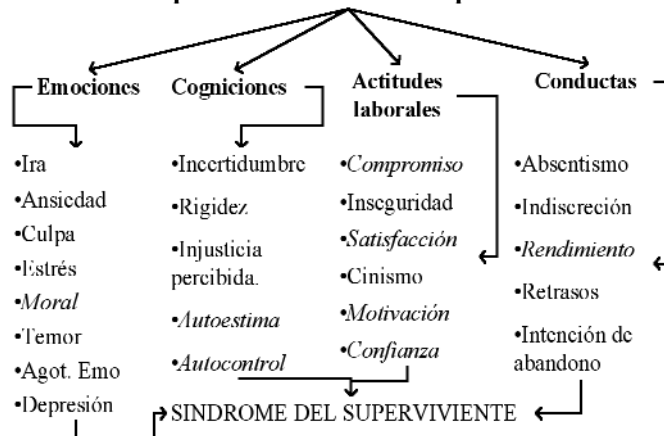 Emociones
•Ira
•Ansiedad
•Culpa
•Estrés
•Moral
•Temor
•Agot. Emo
•Depresión
Cogniciones
•Incertidumbre
•Rigidez
•Injusticia
percibida.
•Autoestima
•Autocontrol
Actitudes
laborales
•Compromiso
•Inseguridad
•Satisfacción
•Cinismo
•Motivación
•Confianza
Conductas
•Absentismo
•Indiscreción
•Rendimiento
•Retrasos
•Intención de
abandono
SINDROME DEL SUPERVIVIENTE